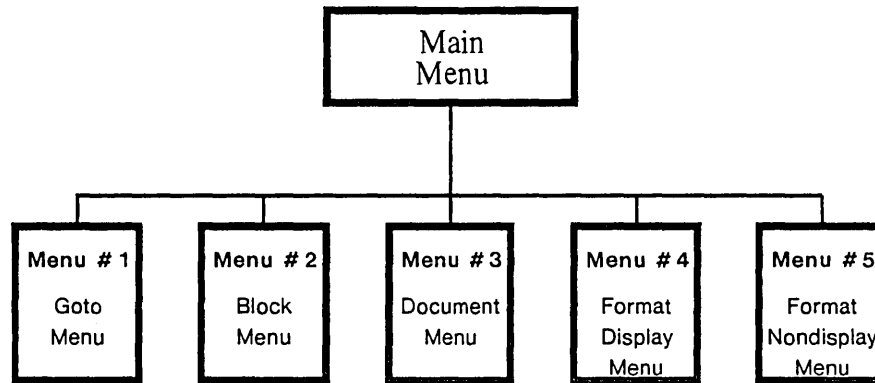 Main
Menu
Menu # 1
Goto
Menu
Menu # 2
Block
Menu
Menu # 3
Document
Menu
Menu # 4
Format
Display
Menu
Menu # 5
Format
Nondisplay
Menu